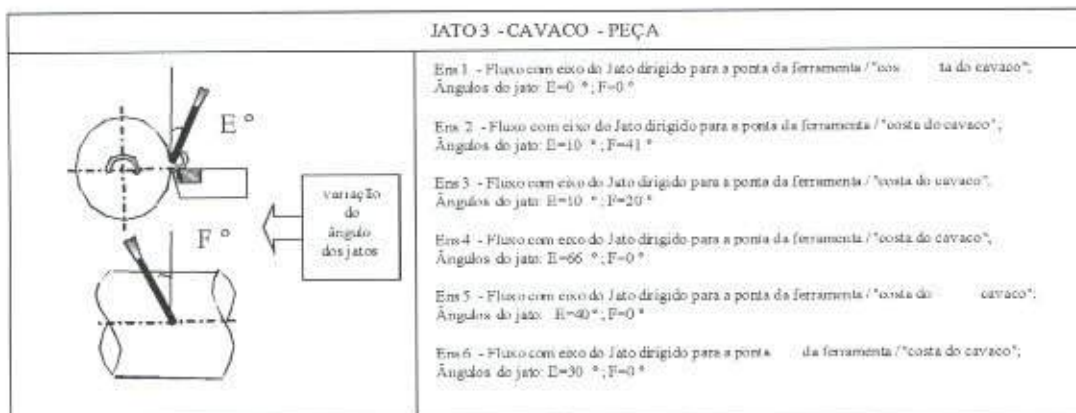 JATO 3 - CAVACO - PEÇA
E º
F º
variação
do
ângulo
dos jatos
Ens 1 - Fluxo com eixo do Jato dirigido para a ponta da ferramenta / "cos ta do cavaco";
Ângulos do jato: E=0 º ; F=0 º
Ens 2 - Fluxo com eixo do Jato dirigido para a ponta da ferramenta / "costa do cavaco";
Ângulos do jato: E=10 º ; F=41 º
Ens 3 - Fluxo com eixo do Jato dirigido para a ponta da ferramenta / "costa do cavaco";
Ângulos do jato: E=10 º ; F=20 º
Ens 4 - Fluxo com eixo do Jato dirigido para a ponta da ferramenta / "costa do cavaco";
Ângulos do jato: E=66 º ; F=0 º
Ens 5 - Fluxo com eixo do Jato dirigido para a ponta da ferramenta / "costa do cavaco";
Ângulos do jato: E=40 º ; F=0 º
Ens 6 - Fluxo com eixo do Jato dirigido para a ponta da ferramenta / "costa do cavaco";
Ângulos do jato: E=30 º ; F=0 º